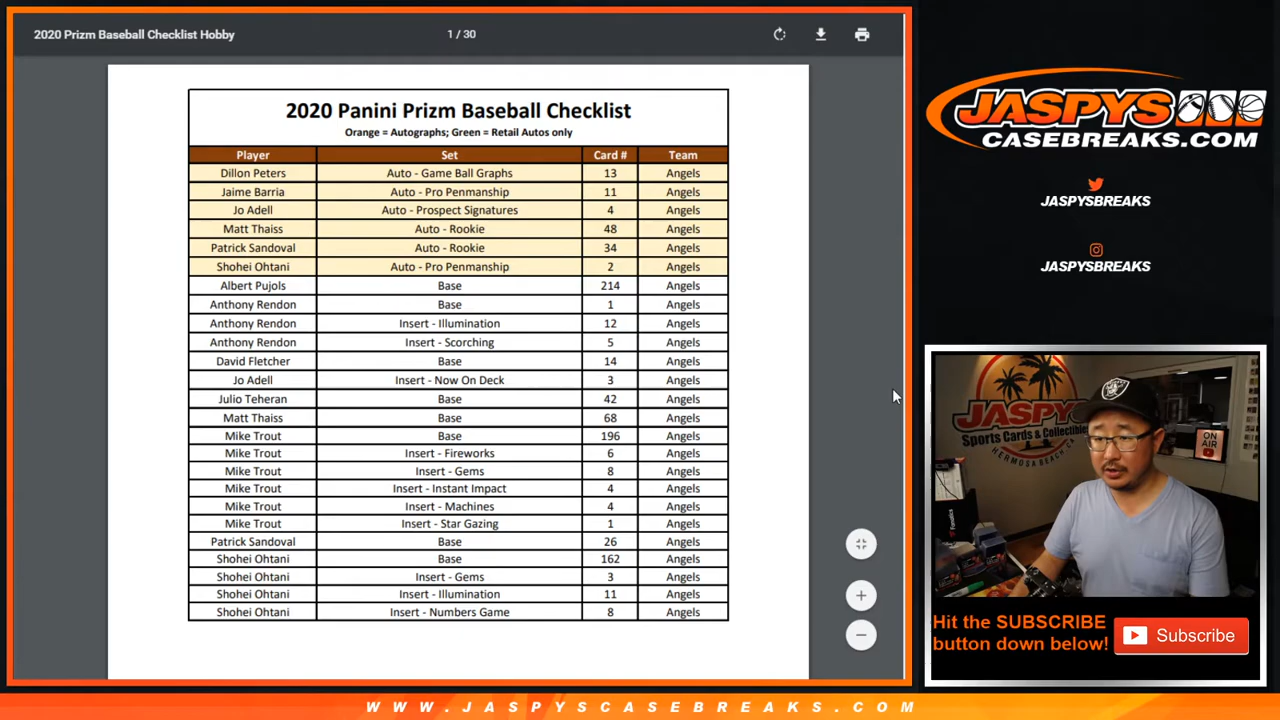 2020 Prizm Baseball Checklist Hobby
1 / 30
2020 Panini Prizm Baseball Checklist
Orange = Autographs; Green = Retail Autos only
Player Set Card # Team
Dillon Peters Auto - Game Ball Graphs 13 Angels
Jaime Barria Auto - Pro Penmanship 11 Angels
Jo Adell Auto - Prospect Signatures 4 Angels
Matt Thaiss Auto - Rookie 48 Angels
Patrick Sandoval Auto - Rookie 34 Angels
Shohei Ohtani Auto - Pro Penmanship 2 Angels
Albert Pujols Base 214 Angels
Anthony Rendon Base 1 Angels
Anthony Rendon Insert - Illumination 12 Angels
Anthony Rendon Insert - Scorching 5 Angels
David Fletcher Base 14 Angels
Jo Adell Insert - Now On Deck 3 Angels
Julio Teheran Base 42 Angels
Matt Thaiss Base 68 Angels
Mike Trout Base 196 Angels
Mike Trout Insert - Fireworks 6 Angels
Mike Trout Insert - Gems 8 Angels
Mike Trout Insert - Instant Impact 4 Angels
Mike Trout Insert - Machines 4 Angels
Mike Trout Insert - Star Gazing 1 Angels
Patrick Sandoval Base 26 Angels
Shohei Ohtani Base 162 Angels
Shohei Ohtani Insert - Gems 3 Angels
Shohei Ohtani Insert - Illumination 11 Angels
Shohei Ohtani Insert - Numbers Game 8 Angels
JASPYS
CASEBREAKS.COM
JASPYSBREAKS
JASPYSBREAKS
JASPYS
Sports Cards & Collectibles
HERMOSA BEACH, CA
ON AIR
Hit the SUBSCRIBE
button down below!
Subscribe
WWW.JASPYSCASEBREAKS.COM